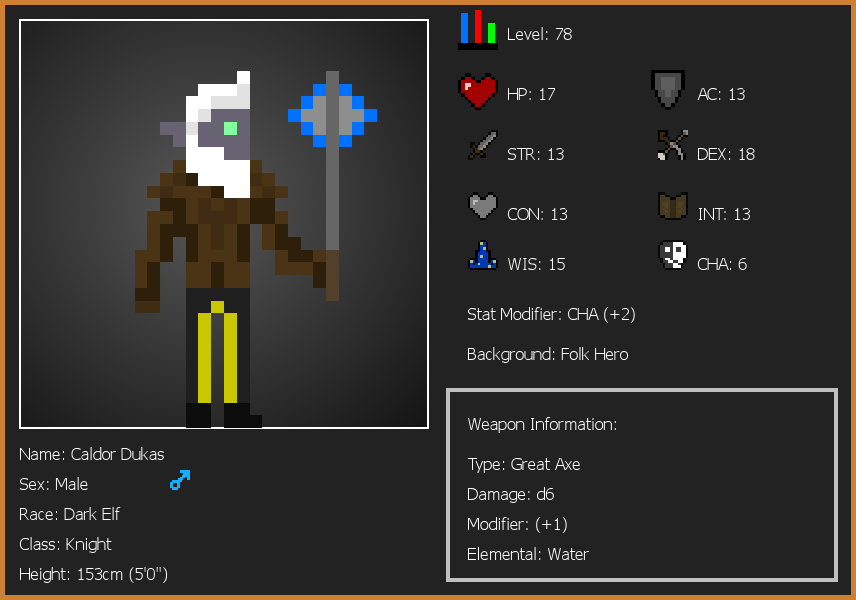 Level: 78
HP: 17
AC: 13
STR: 13
DEX: 18
CON: 13
INT: 13
WIS: 15
CHA: 6
Stat Modifier: CHA (+2)
Background: Folk Hero
Weapon Information:
Type: Great Axe
Damage: d6
Modifier: (+1)
Elemental: Water
Name: Caldor Dukas
Sex: Male
Race: Dark Elf
Class: Knight
Height: 153cm (5'0")